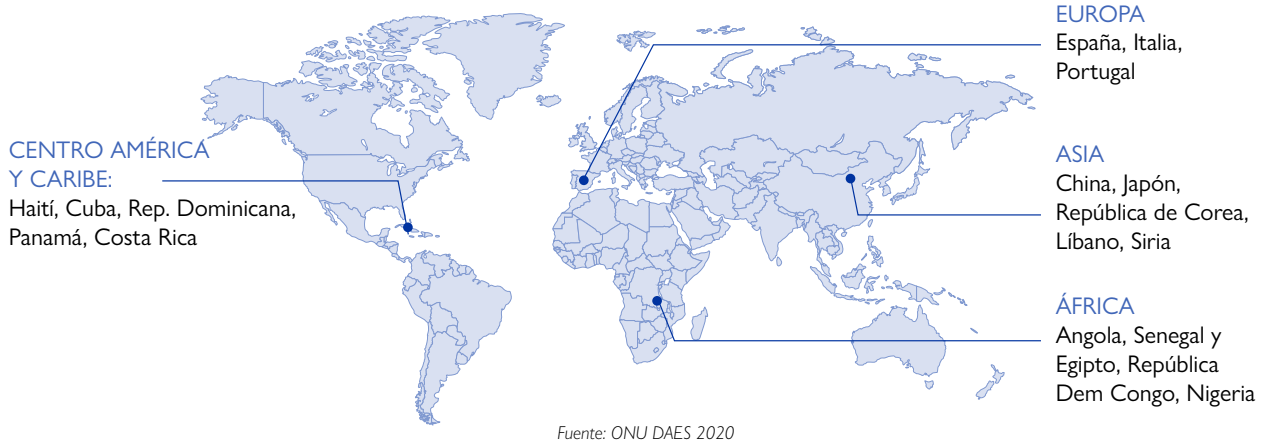 EUROPA
España, Italia,
Portugal
CENTRO AMÉRICA
Y CARIBE:
Haití, Cuba, Rep. Dominicana,
Panamá, Costa Rica
ASIA
China, Japón,
República de Corea,
Líbano, Siria
ÁFRICA
Angola, Senegal y
Egipto, República
Dem Congo, Nigeria
Fuente: ONU DAES 2020